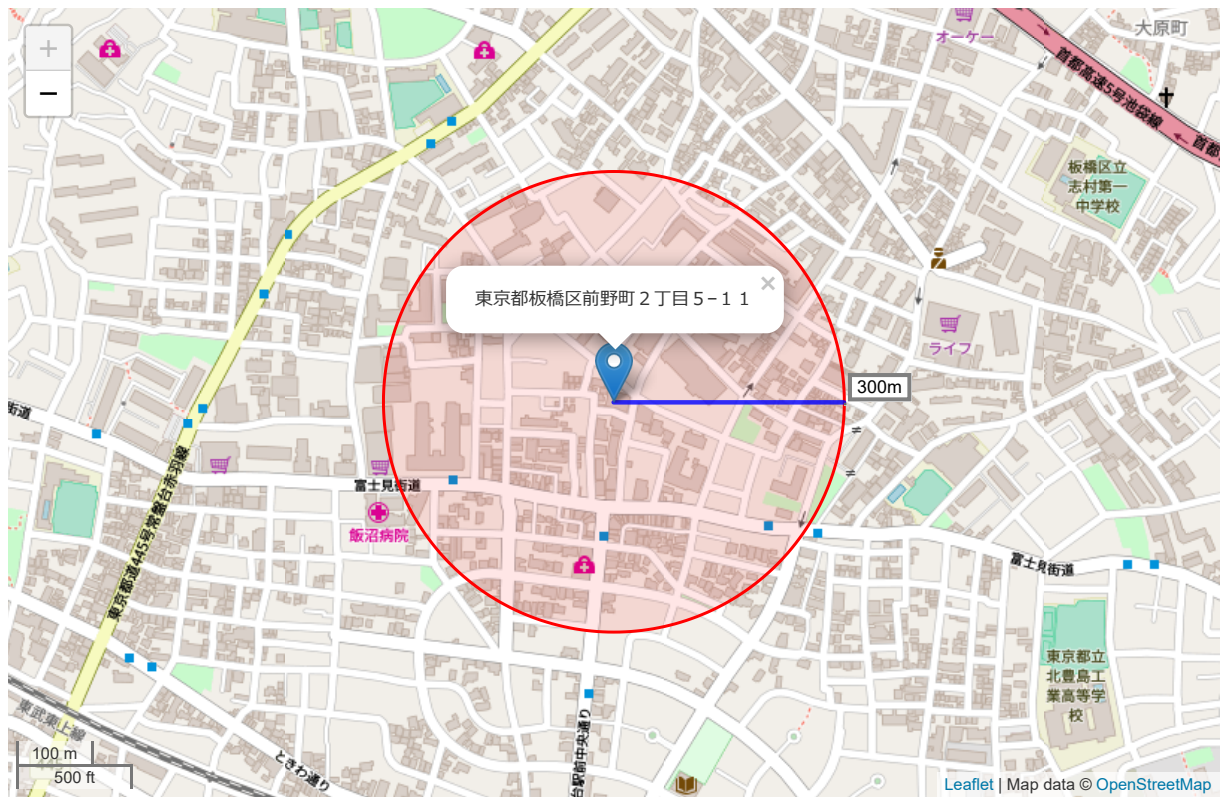 +
−
オーケー
大原町
首都高速5号池袋線
首都
板橋区立
志村第一
中学校
東京都板橋区前野町２丁目５−１１
×
ライフ
300m
街道
富士見街道
飯沼病院
東京都道445号常盤台赤羽線
富士見街道
東京都立
北豊島工
業高等学
校
東武東上線
ときわ通り
台駅前中央通り
100 m
500 ft
Leaflet | Map data © OpenStreetMap